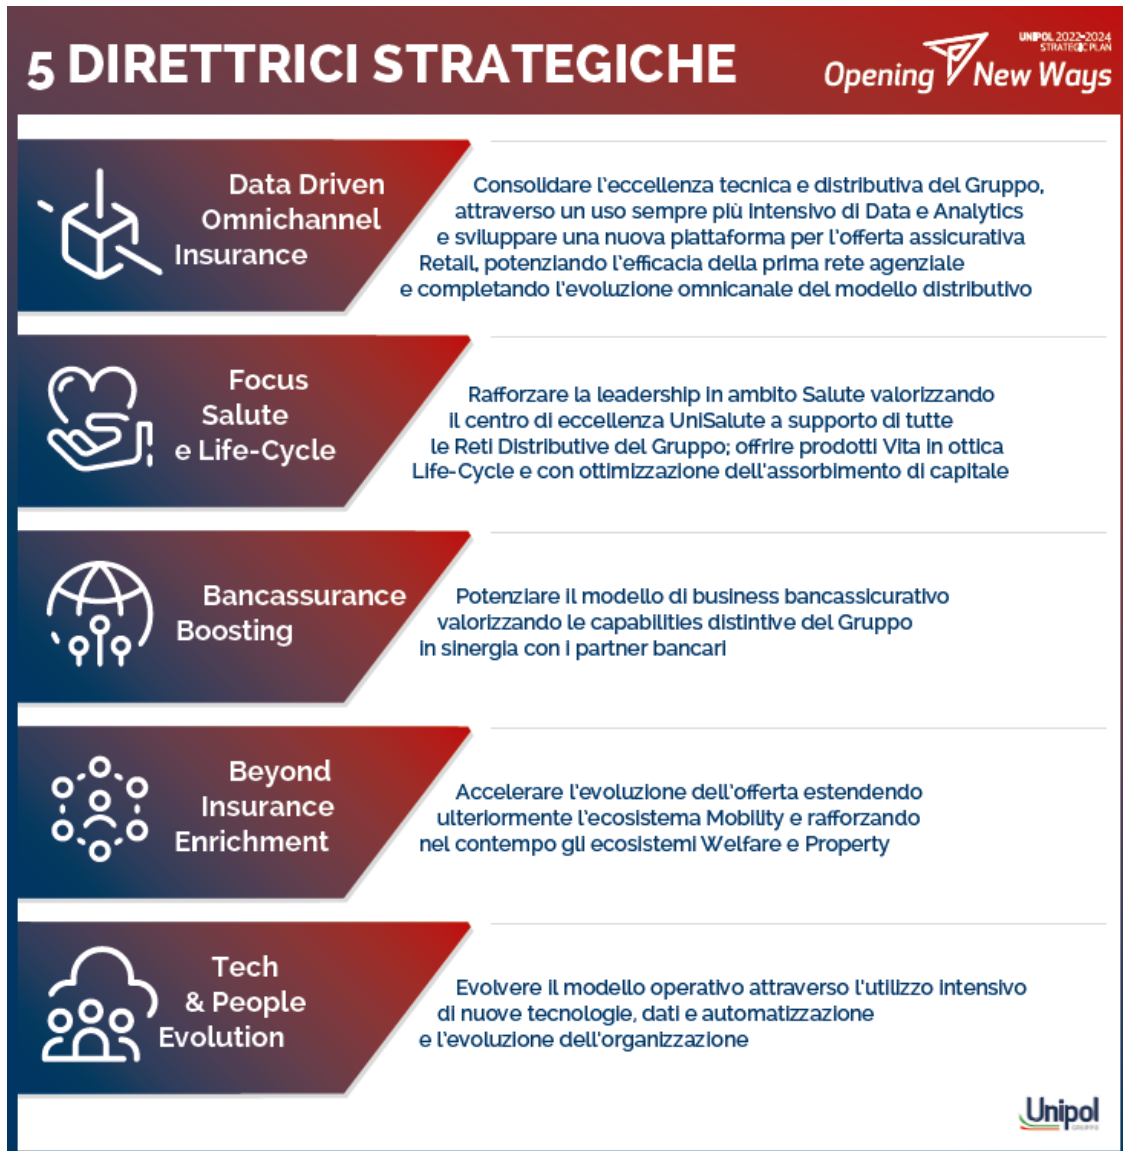 5 DIRETTRICI STRATEGICHE
UNIPOL 2022-2024
STRATEGIC PLAN
Opening New Ways
Data Driven
Omnichannel
Insurance
Consolidare l'eccellenza tecnica e distributiva del Gruppo,
attraverso un uso sempre più intensivo di Data e Analytics
e sviluppare una nuova piattaforma per l'offerta assicurativa
Retail, potenziando l'efficacia della prima rete agenziale
e completando l'evoluzione omnicanale del modello distributivo
Focus
Salute
e Life-Cycle
Rafforzare la leadership in ambito Salute valorizzando
il centro di eccellenza UniSalute a supporto di tutte
le Reti Distributive del Gruppo; offrire prodotti Vita in ottica
Life-Cycle e con ottimizzazione dell'assorbimento di capitale
Bancassurance
Boosting
Potenziare il modello di business bancassicurativo
valorizzando le capabilities distintive del Gruppo
in sinergia con i partner bancari
Beyond
Insurance
Enrichment
Accelerare l'evoluzione dell'offerta estendendo
ulteriormente l'ecosistema Mobility e rafforzando
nel contempo gli ecosistemi Welfare e Property
Tech
& People
Evolution
Evolvere il modello operativo attraverso l'utilizzo intensivo
di nuove tecnologie, dati e automatizzazione
e l'evoluzione dell'organizzazione
Unipol
GRUPPO